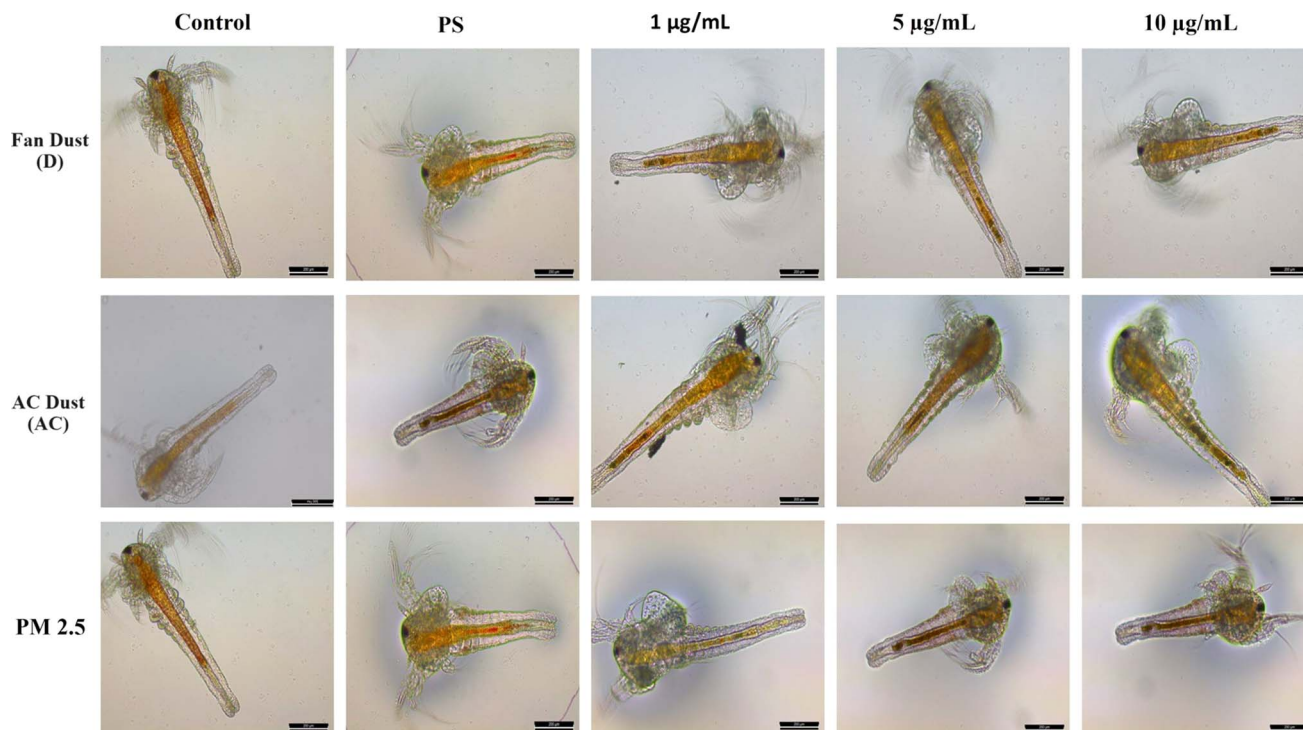 Control PS 1 µg/mL 5 µg/mL 10 µg/mL
Fan Dust
(D)
AC Dust
(AC)
PM 2.5